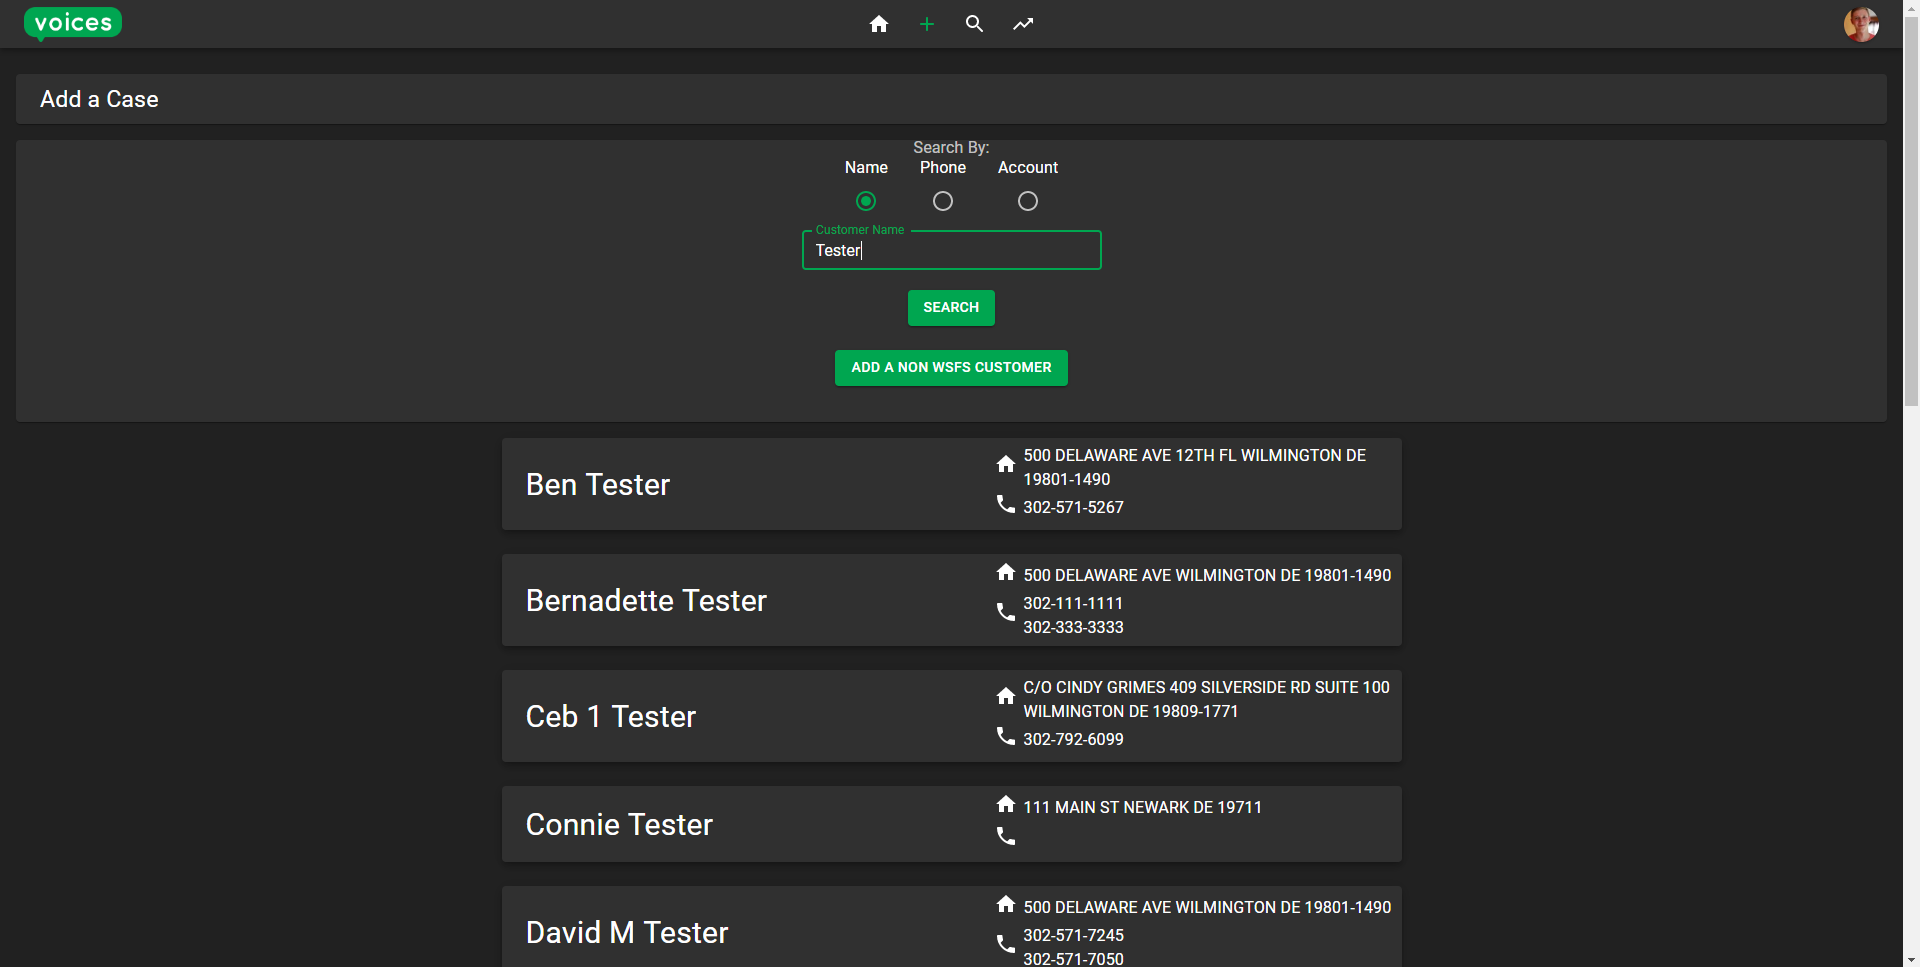 voices
Add a Case
Search By:
Name Phone Account
Customer Name
Tester
SEARCH
ADD A NON WSFS CUSTOMER
Ben Tester
500 DELAWARE AVE 12TH FL WILMINGTON DE
19801-1490
302-571-5267
Bernadette Tester
500 DELAWARE AVE WILMINGTON DE 19801-1490
302-111-1111
302-333-3333
Ceb 1 Tester
C/O CINDY GRIMES 409 SILVERSIDE RD SUITE 100
WILMINGTON DE 19809-1771
302-792-6099
Connie Tester
111 MAIN ST NEWARK DE 19711
David M Tester
500 DELAWARE AVE WILMINGTON DE 19801-1490
302-571-7245
302-571-7050